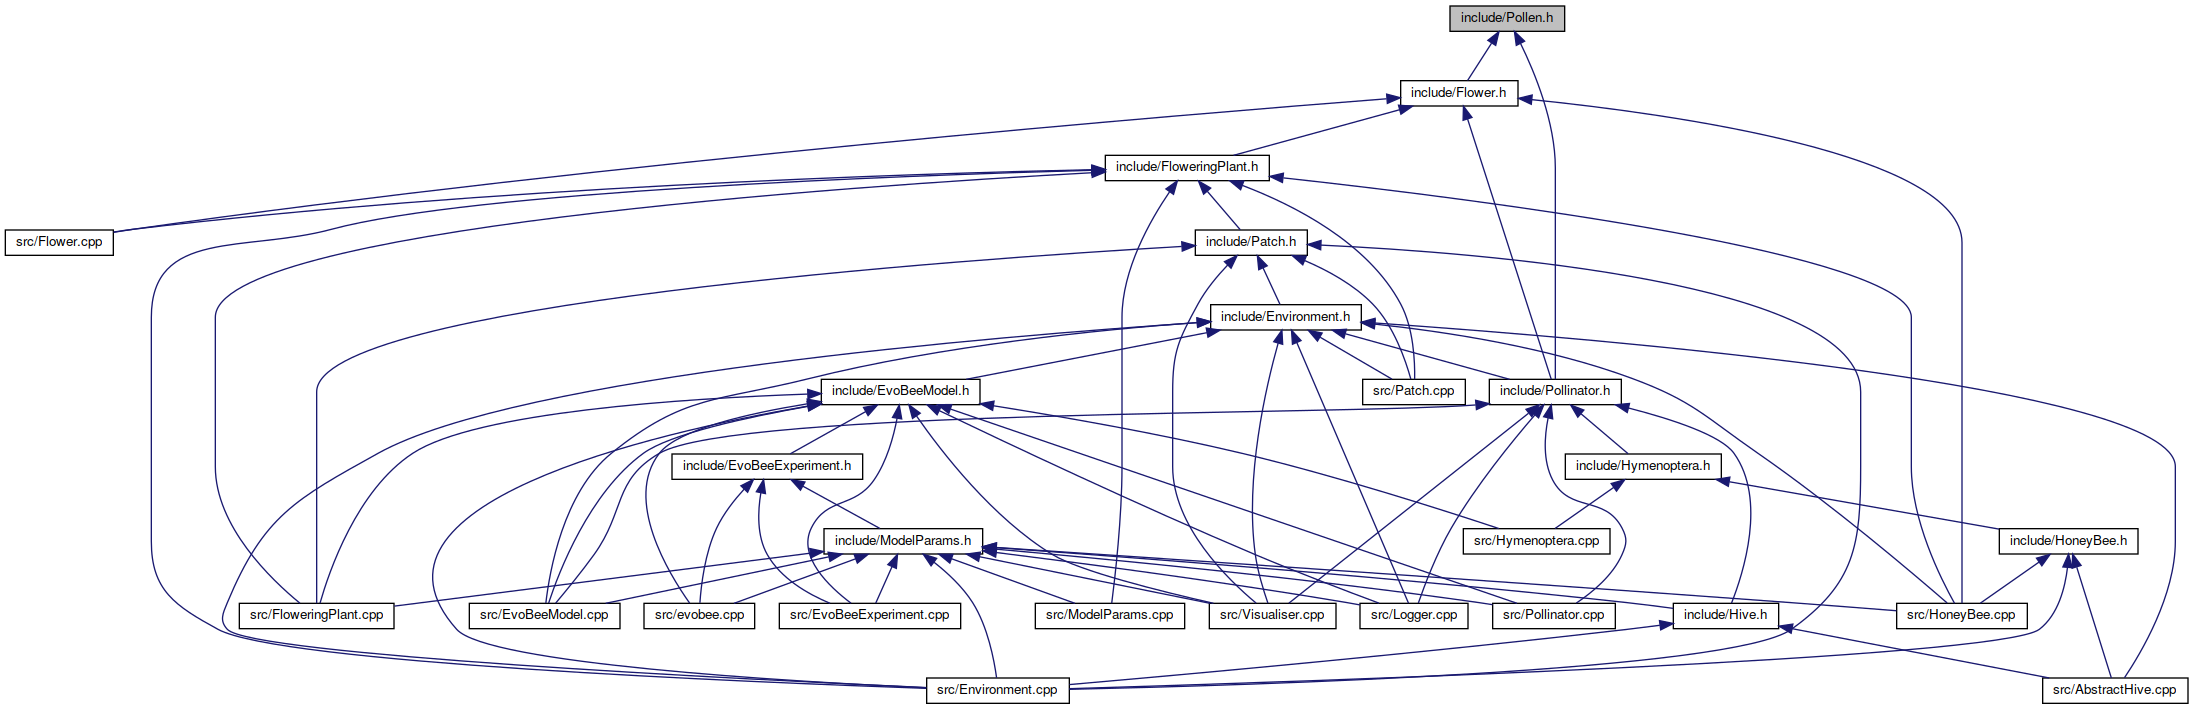 include/Pollen.h
include/Flower.h
include/FloweringPlant.h
src/Flower.cpp
include/Patch.h
include/Environment.h
include/EvoBeeModel.h
src/Patch.cpp
include/Pollinator.h
include/EvoBeeExperiment.h
include/Hymenoptera.h
include/ModelParams.h
src/Hymenoptera.cpp
include/HoneyBee.h
src/FloweringPlant.cpp
src/EvoBeeModel.cpp
src/evobee.cpp
src/EvoBeeExperiment.cpp
src/ModelParams.cpp
src/Visualiser.cpp
src/Logger.cpp
src/Pollinator.cpp
include/Hive.h
src/HoneyBee.cpp
src/Environment.cpp
src/AbstractHive.cpp